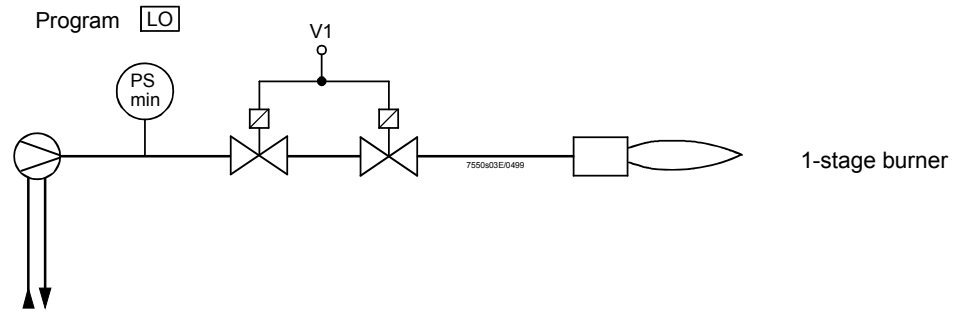 Program LO
V1
PS
min
7550s03E/0499
1-stage burner